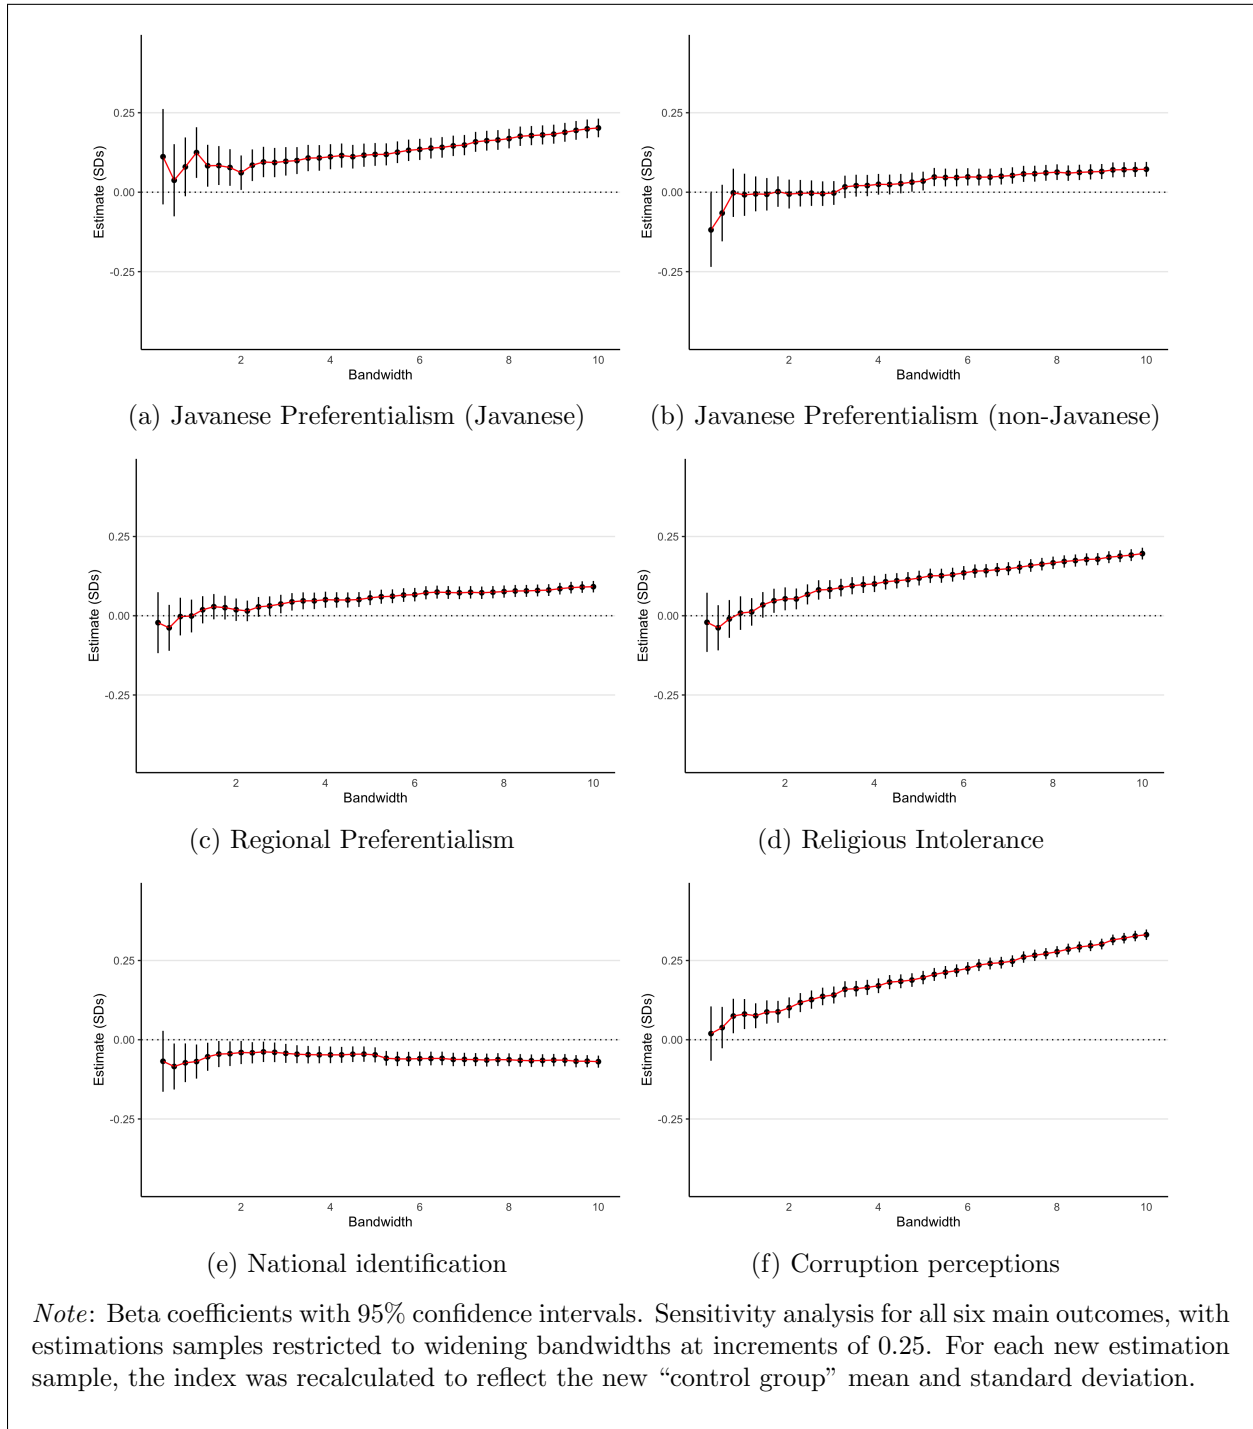 0.25
0.00
-0.25
Estimate (SDs)
2 4 6 8 10
Bandwidth
(a) Javanese Preferentialism (Javanese)
0.25
0.00
-0.25
Estimate (SDs)
2 4 6 8 10
Bandwidth
(b) Javanese Preferentialism (non-Javanese)
0.25
0.00
-0.25
Estimate (SDs)
2 4 6 8 10
Bandwidth
(c) Regional Preferentialism
0.25
0.00
-0.25
Estimate (SDs)
2 4 6 8 10
Bandwidth
(d) Religious Intolerance
0.25
0.00
-0.25
Estimate (SDs)
2 4 6 8 10
Bandwidth
(e) National identification
0.25
0.00
-0.25
Estimate (SDs)
2 4 6 8 10
Bandwidth
(f) Corruption perceptions
Note: Beta coefficients with 95% confidence intervals. Sensitivity analysis for all six main outcomes, with
estimations samples restricted to widening bandwidths at increments of 0.25. For each new estimation
sample, the index was recalculated to reflect the new “control group” mean and standard deviation.